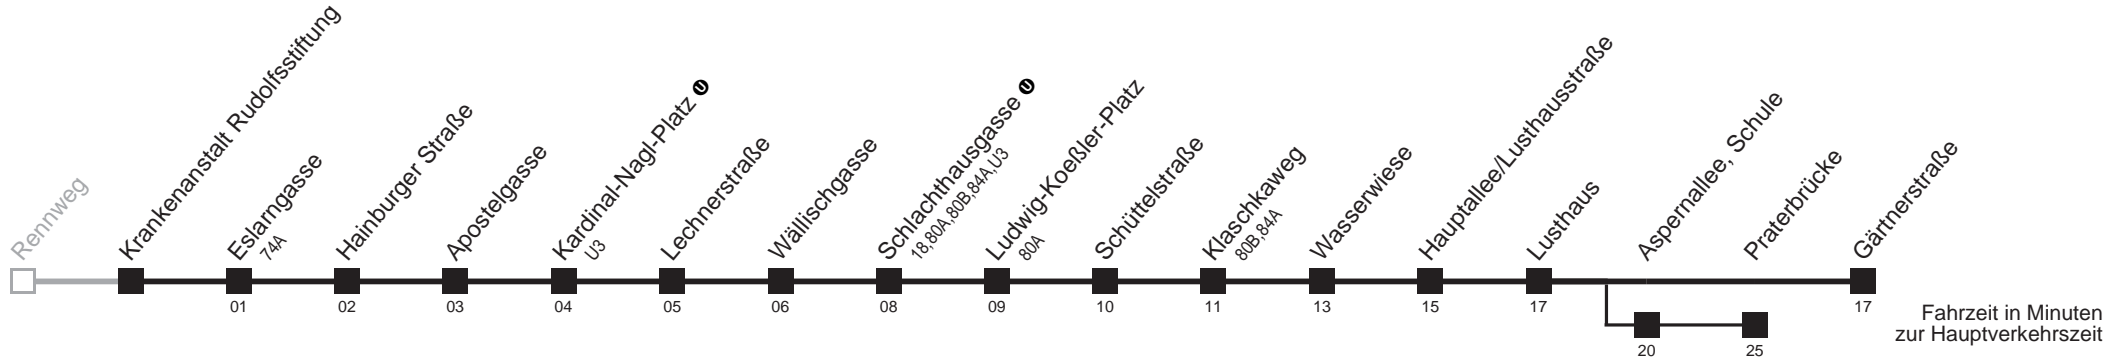 Rennweg
Krankenanstalt Rudolfsstiftung
Eslarngasse
74A
Hainburger Straße
Apostelgasse
Kardinal-Nagl-Platz U
U3
Lechnerstraße
Wällischgasse
Schlachthausgasse U
18,80A,80B,84A,U3
Ludwig-Koeßler-Platz
80A
Schüttelstraße
Klaschkaweg
80B,84A
Wasserwiese
Hauptallee/Lusthausstraße
Lusthaus
Aspernallee, Schule
Praterbrücke
Gärtnerstraße
01
02
03
04
05
06
08
09
10
11
13
15
17
17
20
25
Fahrzeit in Minuten
zur Hauptverkehrszeit